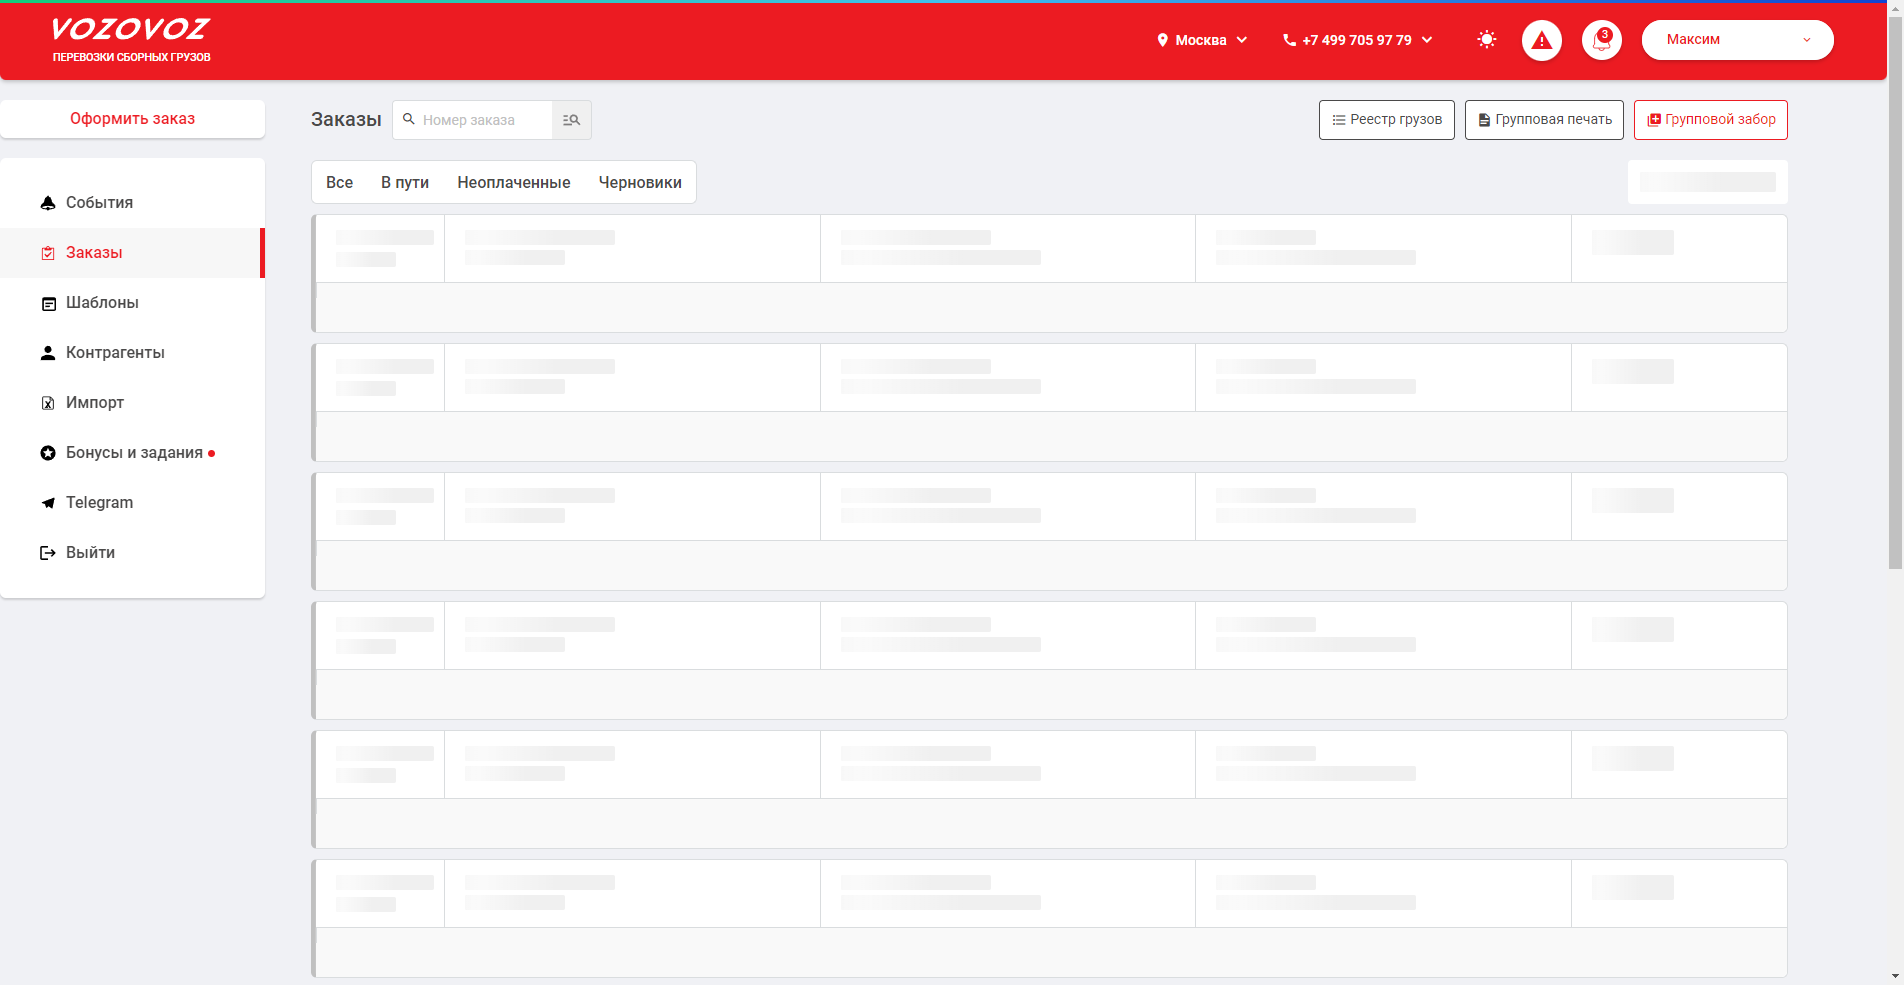 VOZOVOZ
ПЕРЕВОЗКИ СБОРНЫХ ГРУЗОВ
Москва
+7 499 705 97 79
3
Максим
Оформить заказ
Заказы
Номер заказа
Реестр грузов
Групповая печать
Групповой забор
Все
В пути
Неоплаченные
Черновики
События
Заказы
Шаблоны
Контрагенты
Импорт
Бонусы и задания
Telegram
Выйти